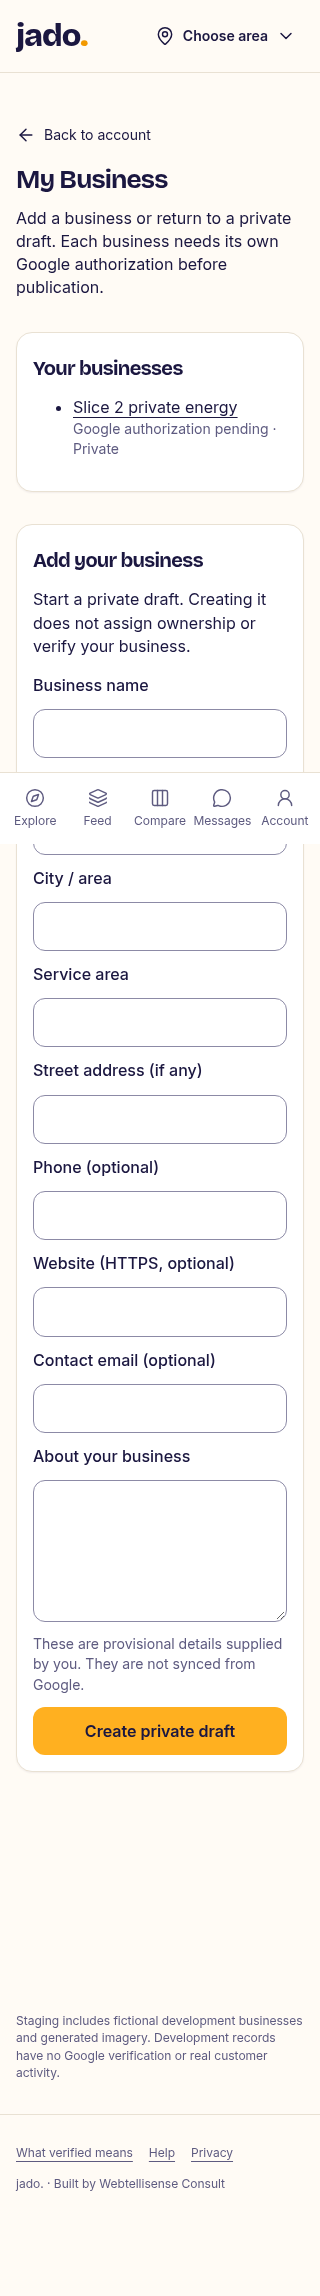 jado.
Choose area
Back to account
My Business
Add a business or return to a private
draft. Each business needs its own
Google authorization before
publication.
Your businesses
Slice 2 private energy
Google authorization pending ·
Private
Add your business
Start a private draft. Creating it
does not assign ownership or
verify your business.
Business name
Explore Feed Compare Messages Account
City / area
Service area
Street address (if any)
Phone (optional)
Website (HTTPS, optional)
Contact email (optional)
About your business
These are provisional details supplied
by you. They are not synced from
Google.
Create private draft
Staging includes fictional development businesses
and generated imagery. Development records
have no Google verification or real customer
activity.
What verified means Help Privacy
jado. · Built by Webtellisense Consult